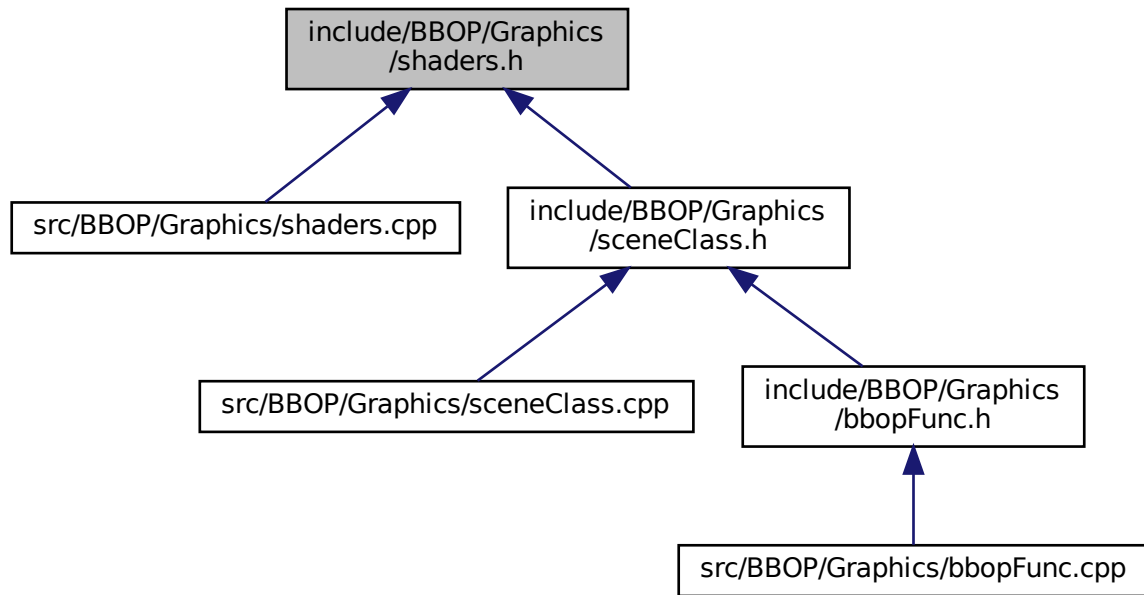 include/BBOP/Graphics
/shaders.h
src/BBOP/Graphics/shaders.cpp
include/BBOP/Graphics
/sceneClass.h
src/BBOP/Graphics/sceneClass.cpp
include/BBOP/Graphics
/bbopFunc.h
src/BBOP/Graphics/bbopFunc.cpp